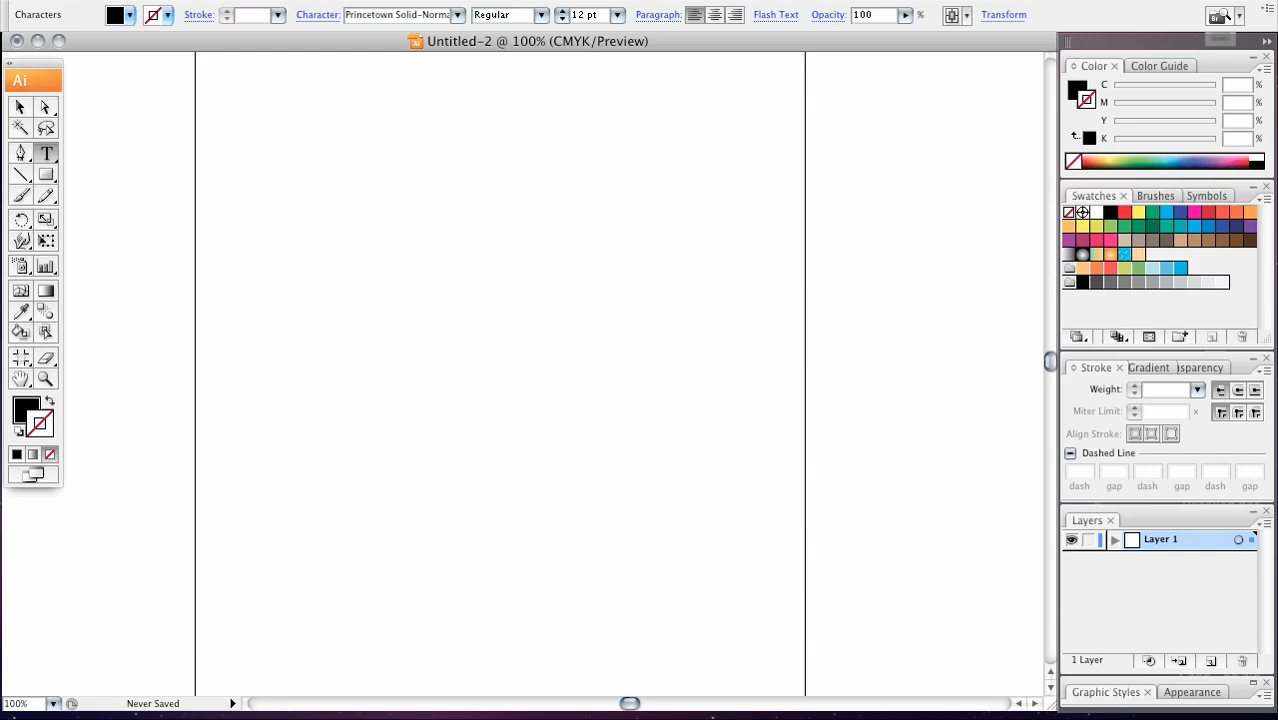 Characters Stroke: Character: Princetown Solid-Norma Regular 12 pt Paragraph: Flash Text Opacity: 100 % Transform Br
Untitled-2 @ 100% (CMYK/Preview)
Ai
T
Color Color Guide
C %
M %
Y %
K %
Swatches Brushes Symbols
Stroke Gradient sparency
Weight:
Miter Limit: x
Align Stroke:
Dashed Line
dash gap dash gap dash gap
Layers
Layer 1
1 Layer
Graphic Styles Appearance
100% Never Saved